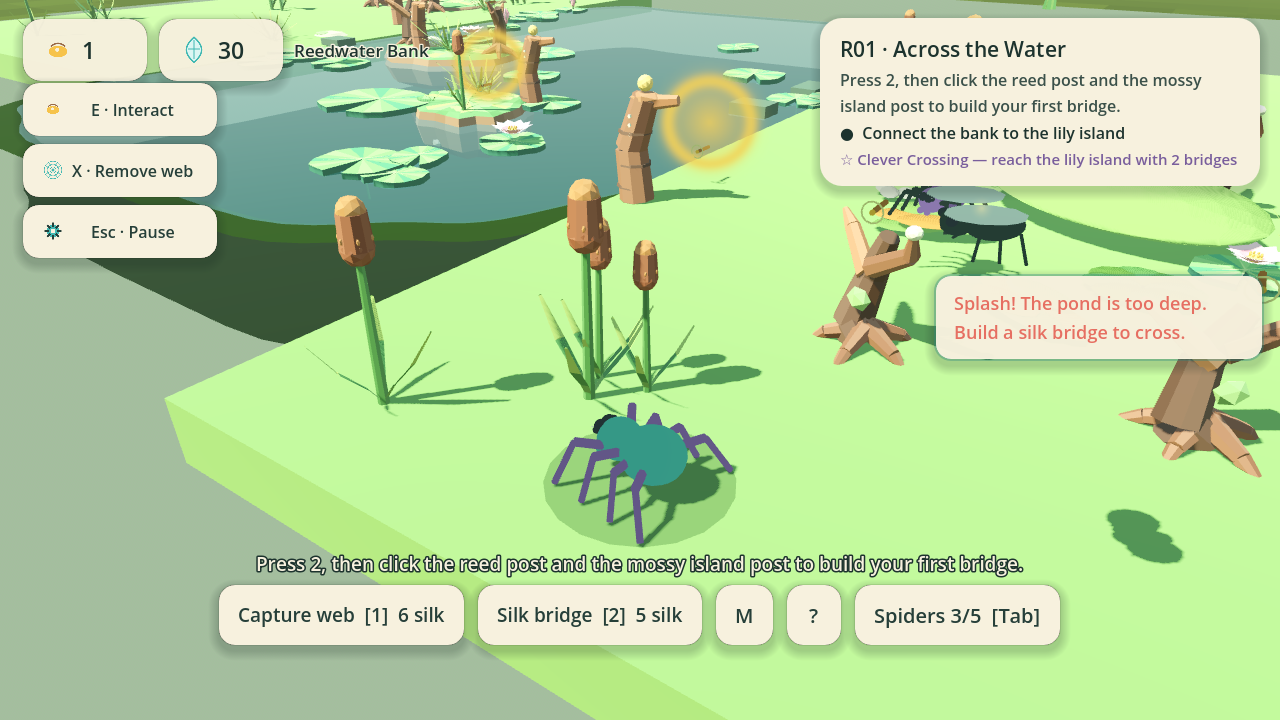 1
30
Reedwater Bank
E · Interact
X · Remove web
Esc · Pause
R01 · Across the Water
Press 2, then click the reed post and the mossy
island post to build your first bridge.
● Connect the bank to the lily island
☆ Clever Crossing — reach the lily island with 2 bridges
Splash! The pond is too deep.
Build a silk bridge to cross.
Press 2, then click the reed post and the mossy island post to build your first bridge.
Capture web [1] 6 silk
Silk bridge [2] 5 silk
M
?
Spiders 3/5 [Tab]